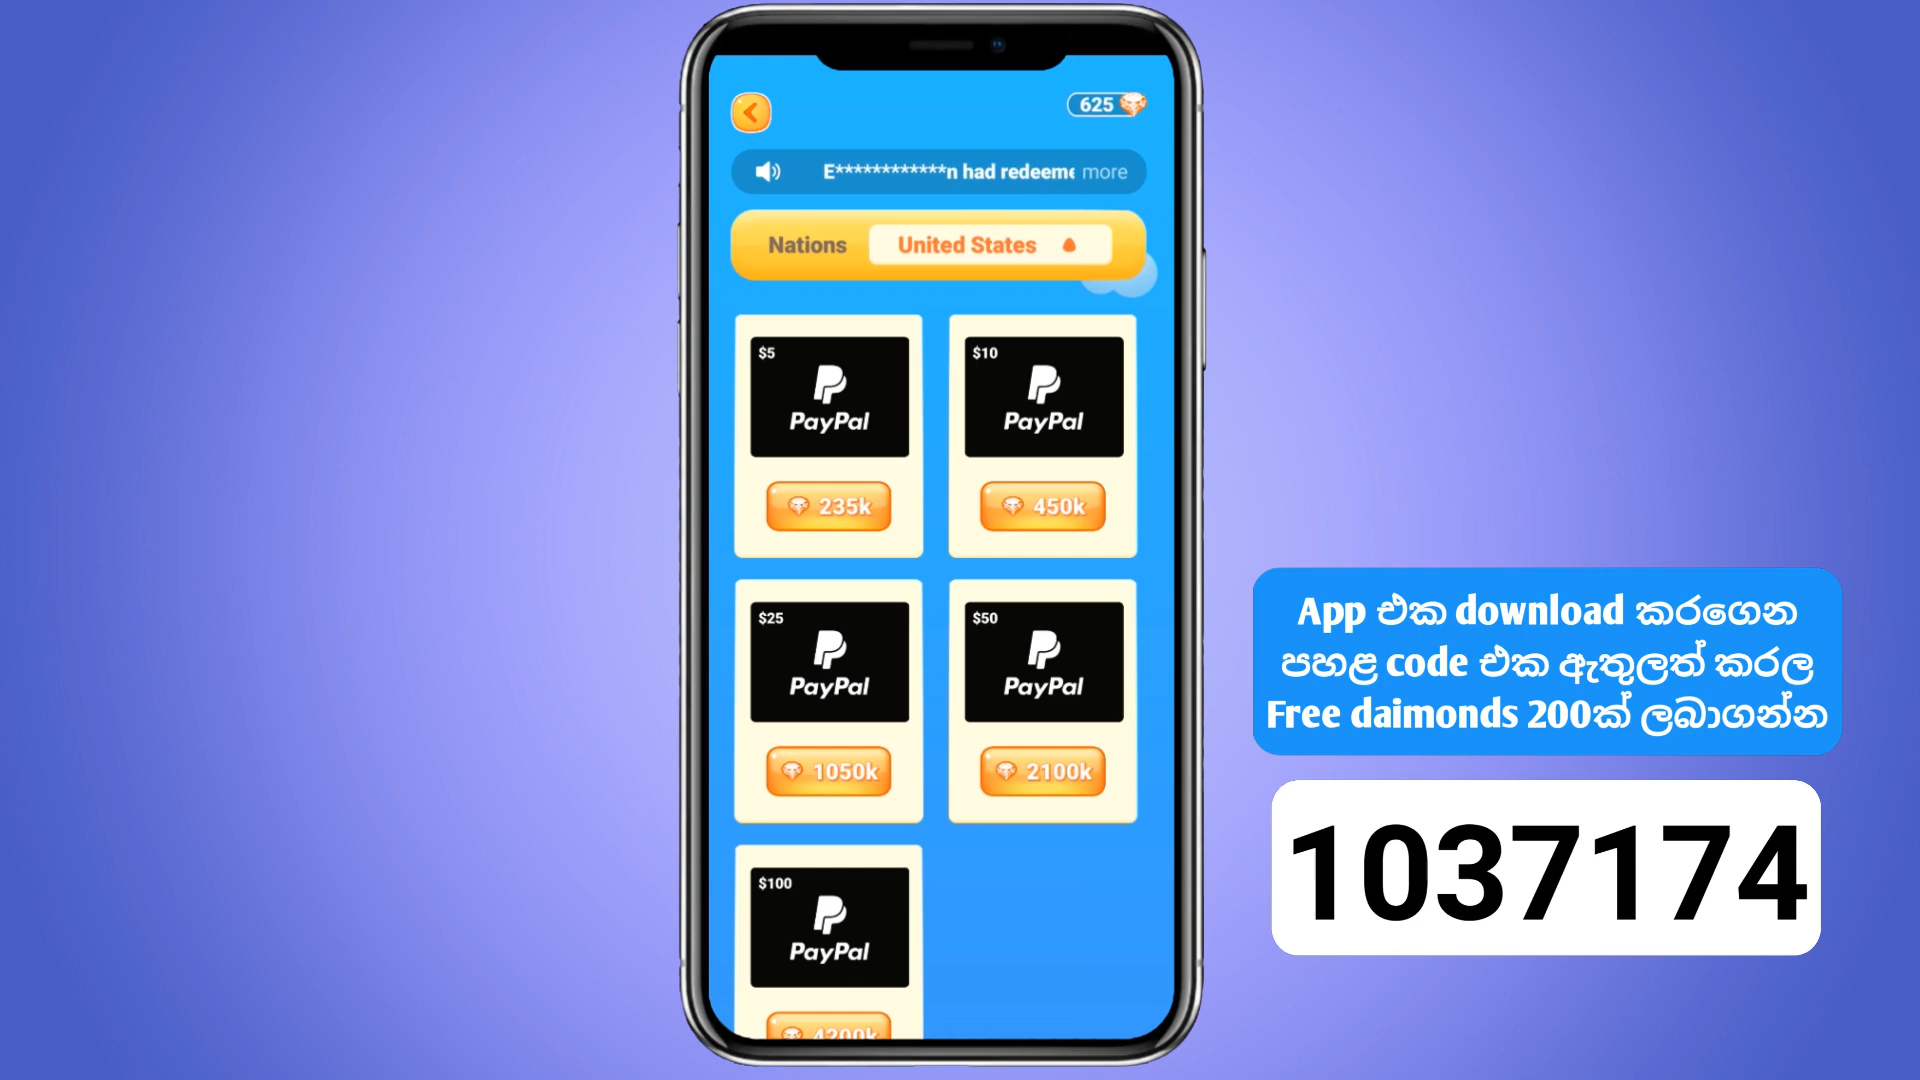 625
E************n had redeeme more
Nations United States
$5
PayPal
235k
$10
PayPal
450k
$25
PayPal
1050k
$50
PayPal
2100k
$100
PayPal
4200k
App එක download කරගෙන
පහළ code එක ඇතුලත් කරල
Free daimonds 200ක් ලබාගන්න
1037174